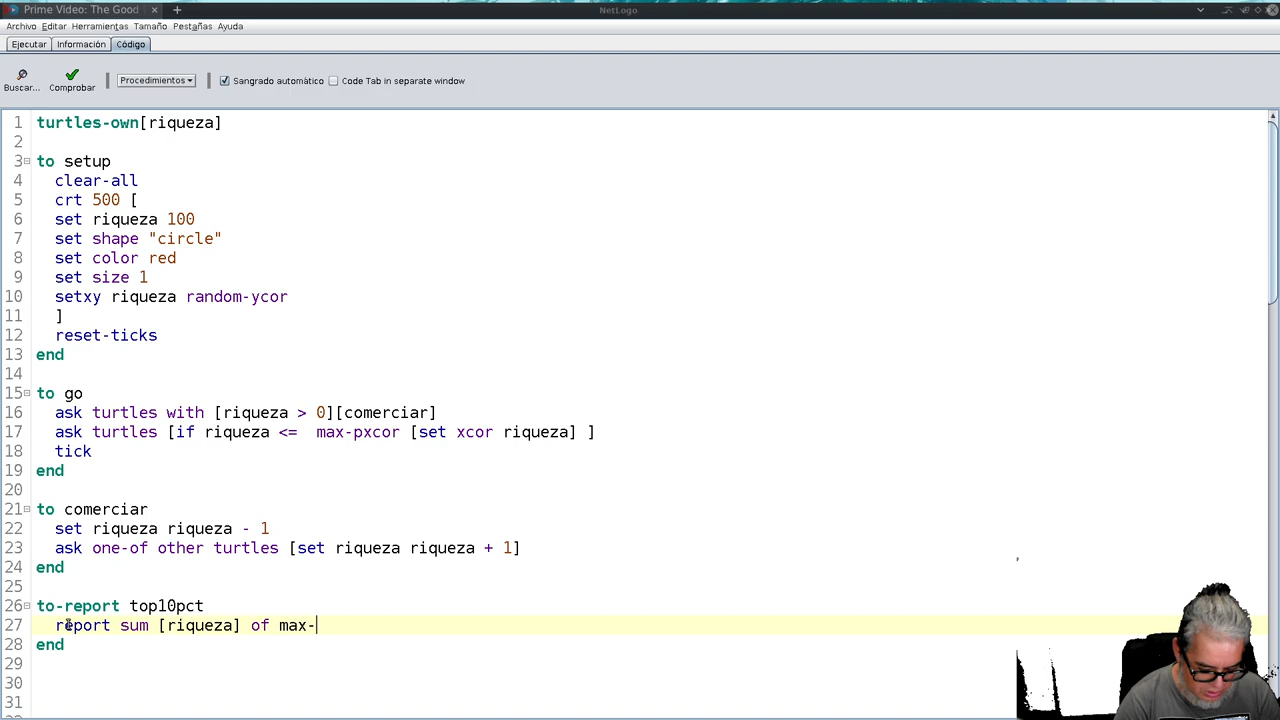 Prime Video: The Good
NetLogo
Archivo Editar Herramientas Tamaño Pestañas Ayuda
Ejecutar Información Código
Buscar... Comprobar Procedimientos Sangrado automático Code Tab in separate window
1 turtles-own[riqueza]
2
3 to setup
4 clear-all
5 crt 500 [
6 set riqueza 100
7 set shape "circle"
8 set color red
9 set size 1
10 setxy riqueza random-ycor
11 ]
12 reset-ticks
13 end
14
15 to go
16 ask turtles with [riqueza > 0][comerciar]
17 ask turtles [if riqueza <=  max-pxcor [set xcor riqueza] ]
18 tick
19 end
20
21 to comerciar
22 set riqueza riqueza - 1
23 ask one-of other turtles [set riqueza riqueza + 1]
24 end
25
26 to-report top10pct
27 report sum [riqueza] of max-
28 end
29
30
31